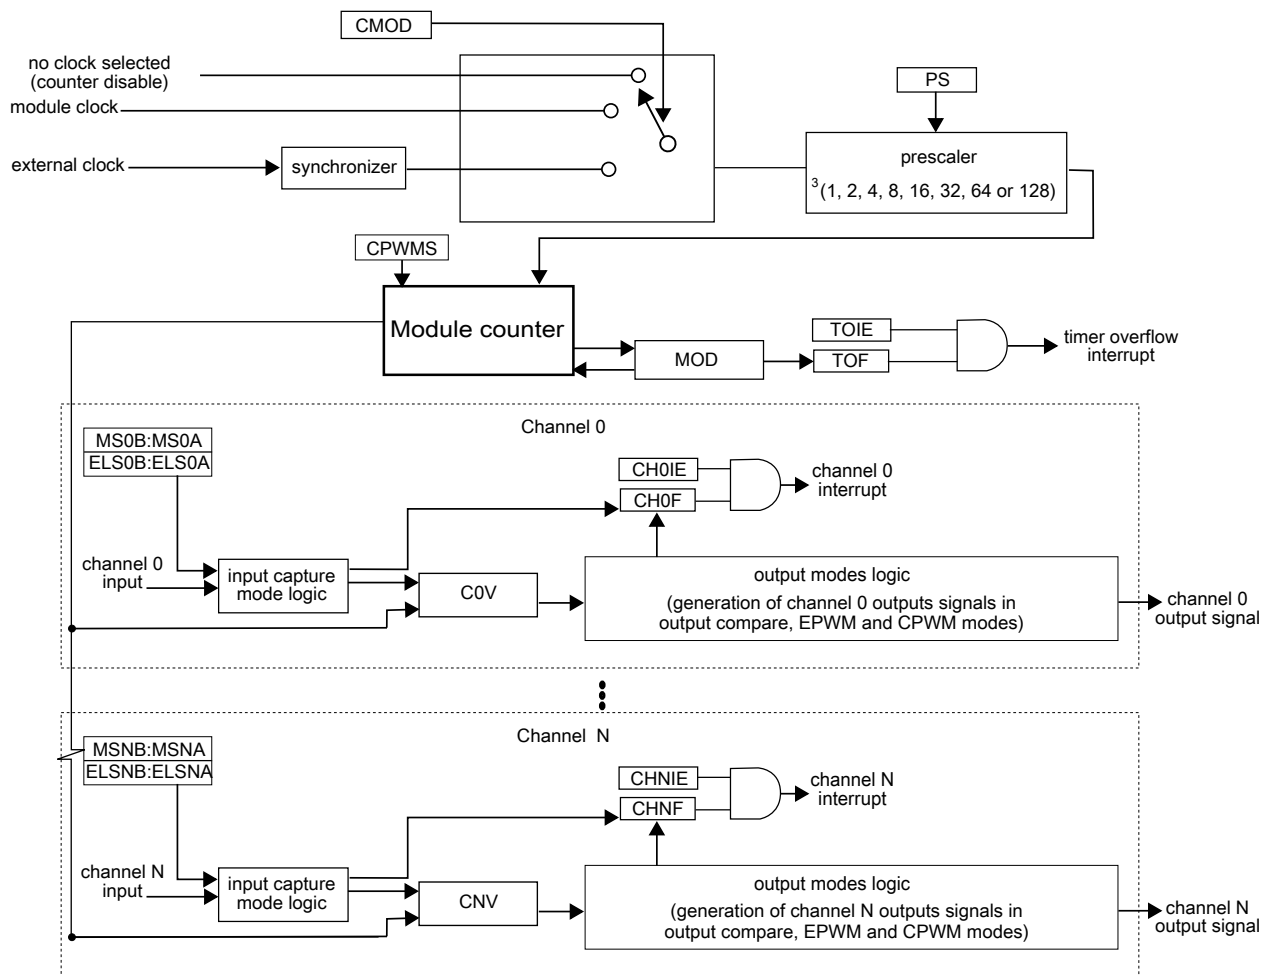 CMOD
no clock selected
(counter disable)
module clock
external clock
synchronizer
PS
prescaler
3(1, 2, 4, 8, 16, 32, 64 or 128)
CPWMS
Module counter
MOD
TOIE
TOF
timer overflow
interrupt
Channel 0
MS0B:MS0A
ELS0B:ELS0A
CH0IE
CH0F
channel 0
interrupt
channel 0
input
input capture
mode logic
C0V
output modes logic
(generation of channel 0 outputs signals in
output compare, EPWM and CPWM modes)
channel 0
output signal
Channel N
MSNB:MSNA
ELSNB:ELSNA
CHNIE
CHNF
channel N
interrupt
channel N
input
input capture
mode logic
CNV
output modes logic
(generation of channel N outputs signals in
output compare, EPWM and CPWM modes)
channel N
output signal